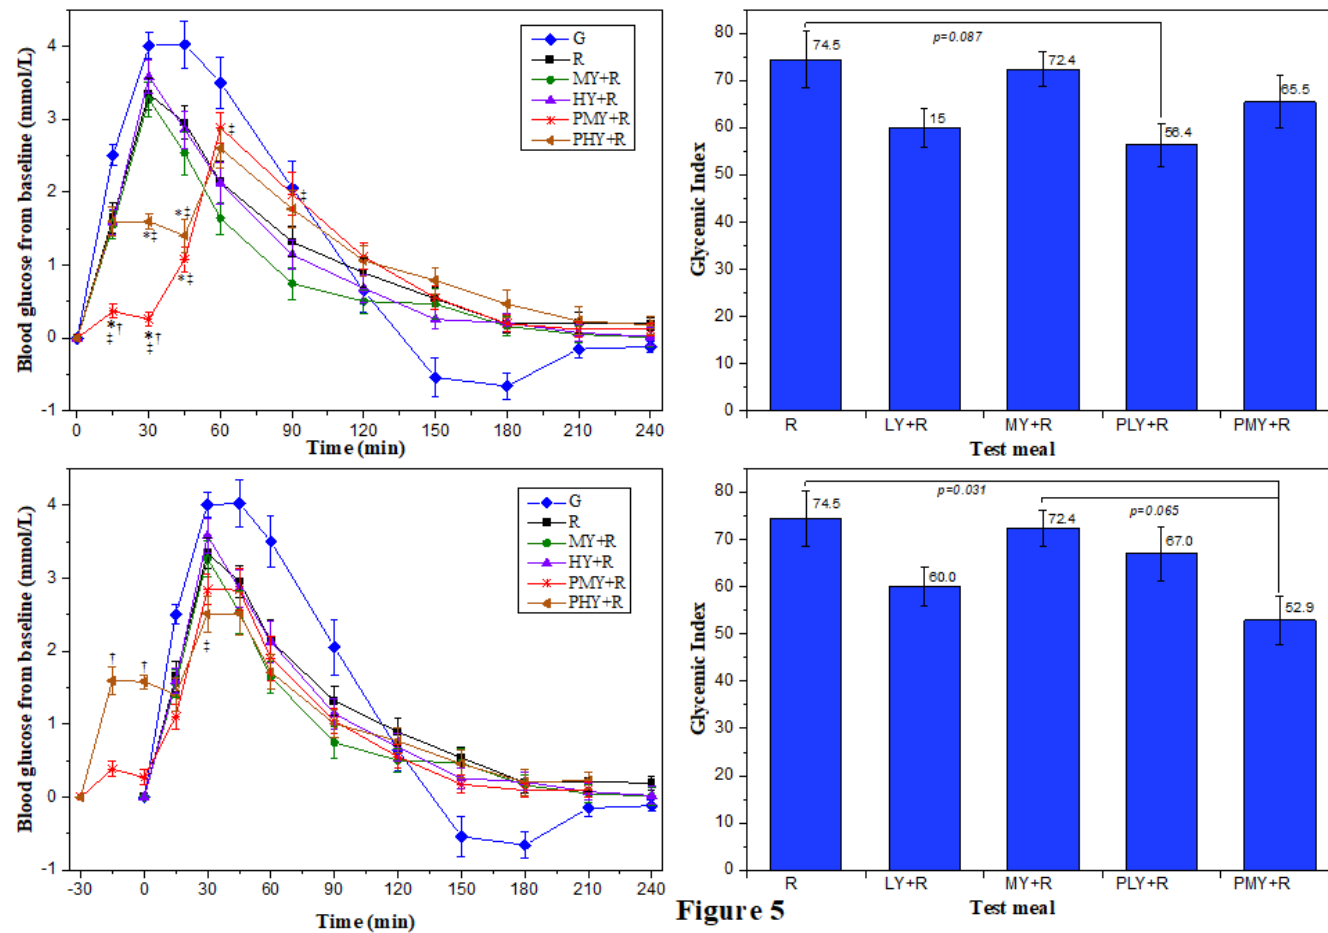 Blood glucose from baseline (mmol/L)
4
3
2
1
0
-1
0 30 60 90 120 150 180 210 240
Time (min)
G
R
MY+R
HY+R
PMY+R
PHY+R
*†
‡
*†
‡
*‡
*‡
*‡
‡
‡
Glycemic Index
80
70
60
50
40
30
20
10
0
74.5
15
72.4
56.4
65.5
p=0.087
R LY+R MY+R PLY+R PMY+R
Test meal
Blood glucose from baseline (mmol/L)
4
3
2
1
0
-1
-30 0 30 60 90 120 150 180 210 240
Time (min)
G
R
MY+R
HY+R
PMY+R
PHY+R
†
†
‡
Glycemic Index
80
70
60
50
40
30
20
10
0
74.5
60.0
72.4
67.0
52.9
p=0.031
p=0.065
R LY+R MY+R PLY+R PMY+R
Test meal
Figure 5